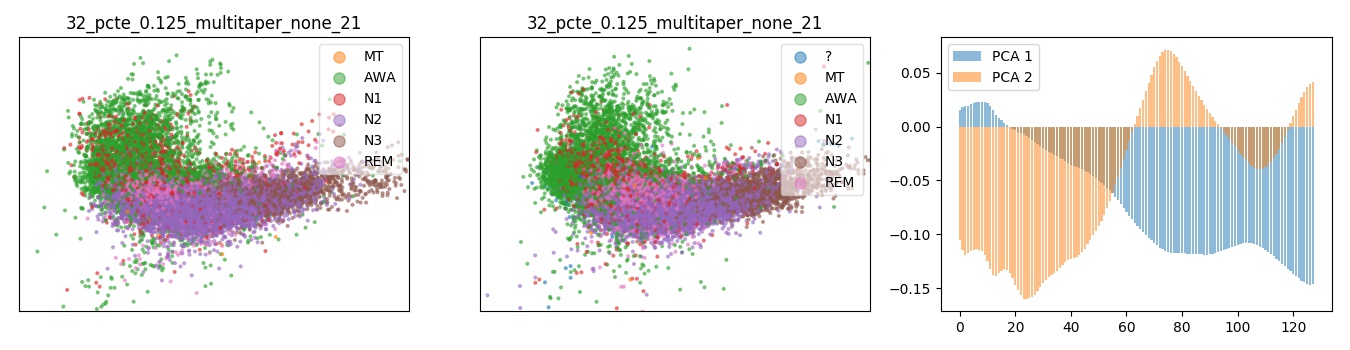 32_pcte_0.125_multitaper_none_21
MT
AWA
N1
N2
N3
REM
32_pcte_0.125_multitaper_none_21
?
MT
AWA
N1
N2
N3
REM
PCA 1
PCA 2
0.05
0.00
−0.05
−0.10
−0.15
0 20 40 60 80 100 120